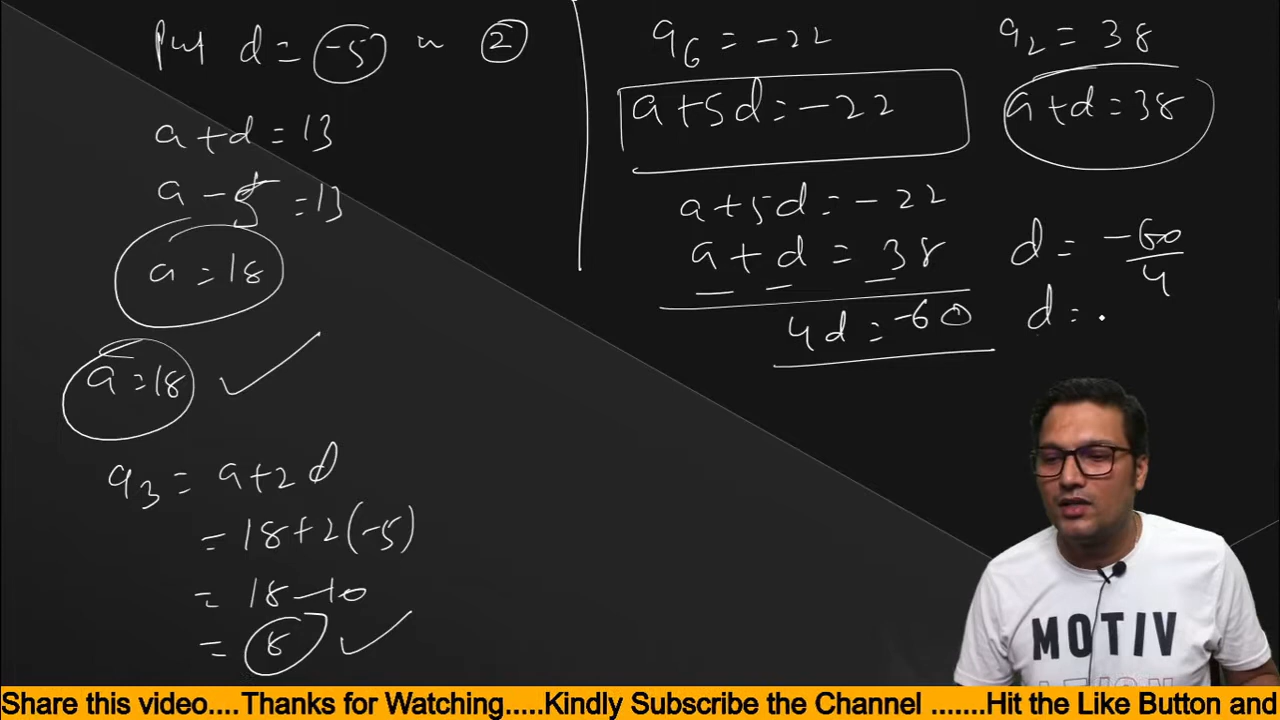 Put d = -5 in ②
a + d = 13
a - 5 = 13
a = 18
a = 18 ✓
a₃ = a + 2d
= 18 + 2(-5)
= 18 - 10
= 8 ✓
a₆ = -22
a + 5d = -22
a₂ = 38
a + d = 38
a + 5d = -22
a + d = 38
- - -
4d = -60
d = -60/4
d = .
MOTIV
Share this video....Thanks for Watching.....Kindly Subscribe the Channel .......Hit the Like Button and